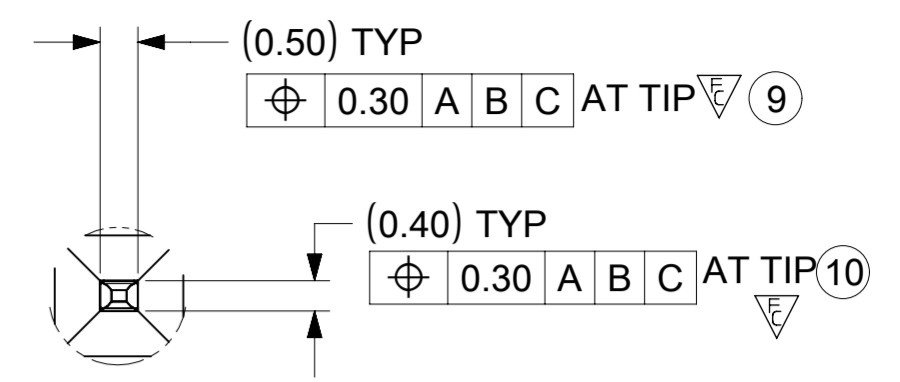 (0.50) TYP
⌖ 0.30 A B C AT TIP FC 9
(0.40) TYP
⌖ 0.30 A B C AT TIP 10
FC